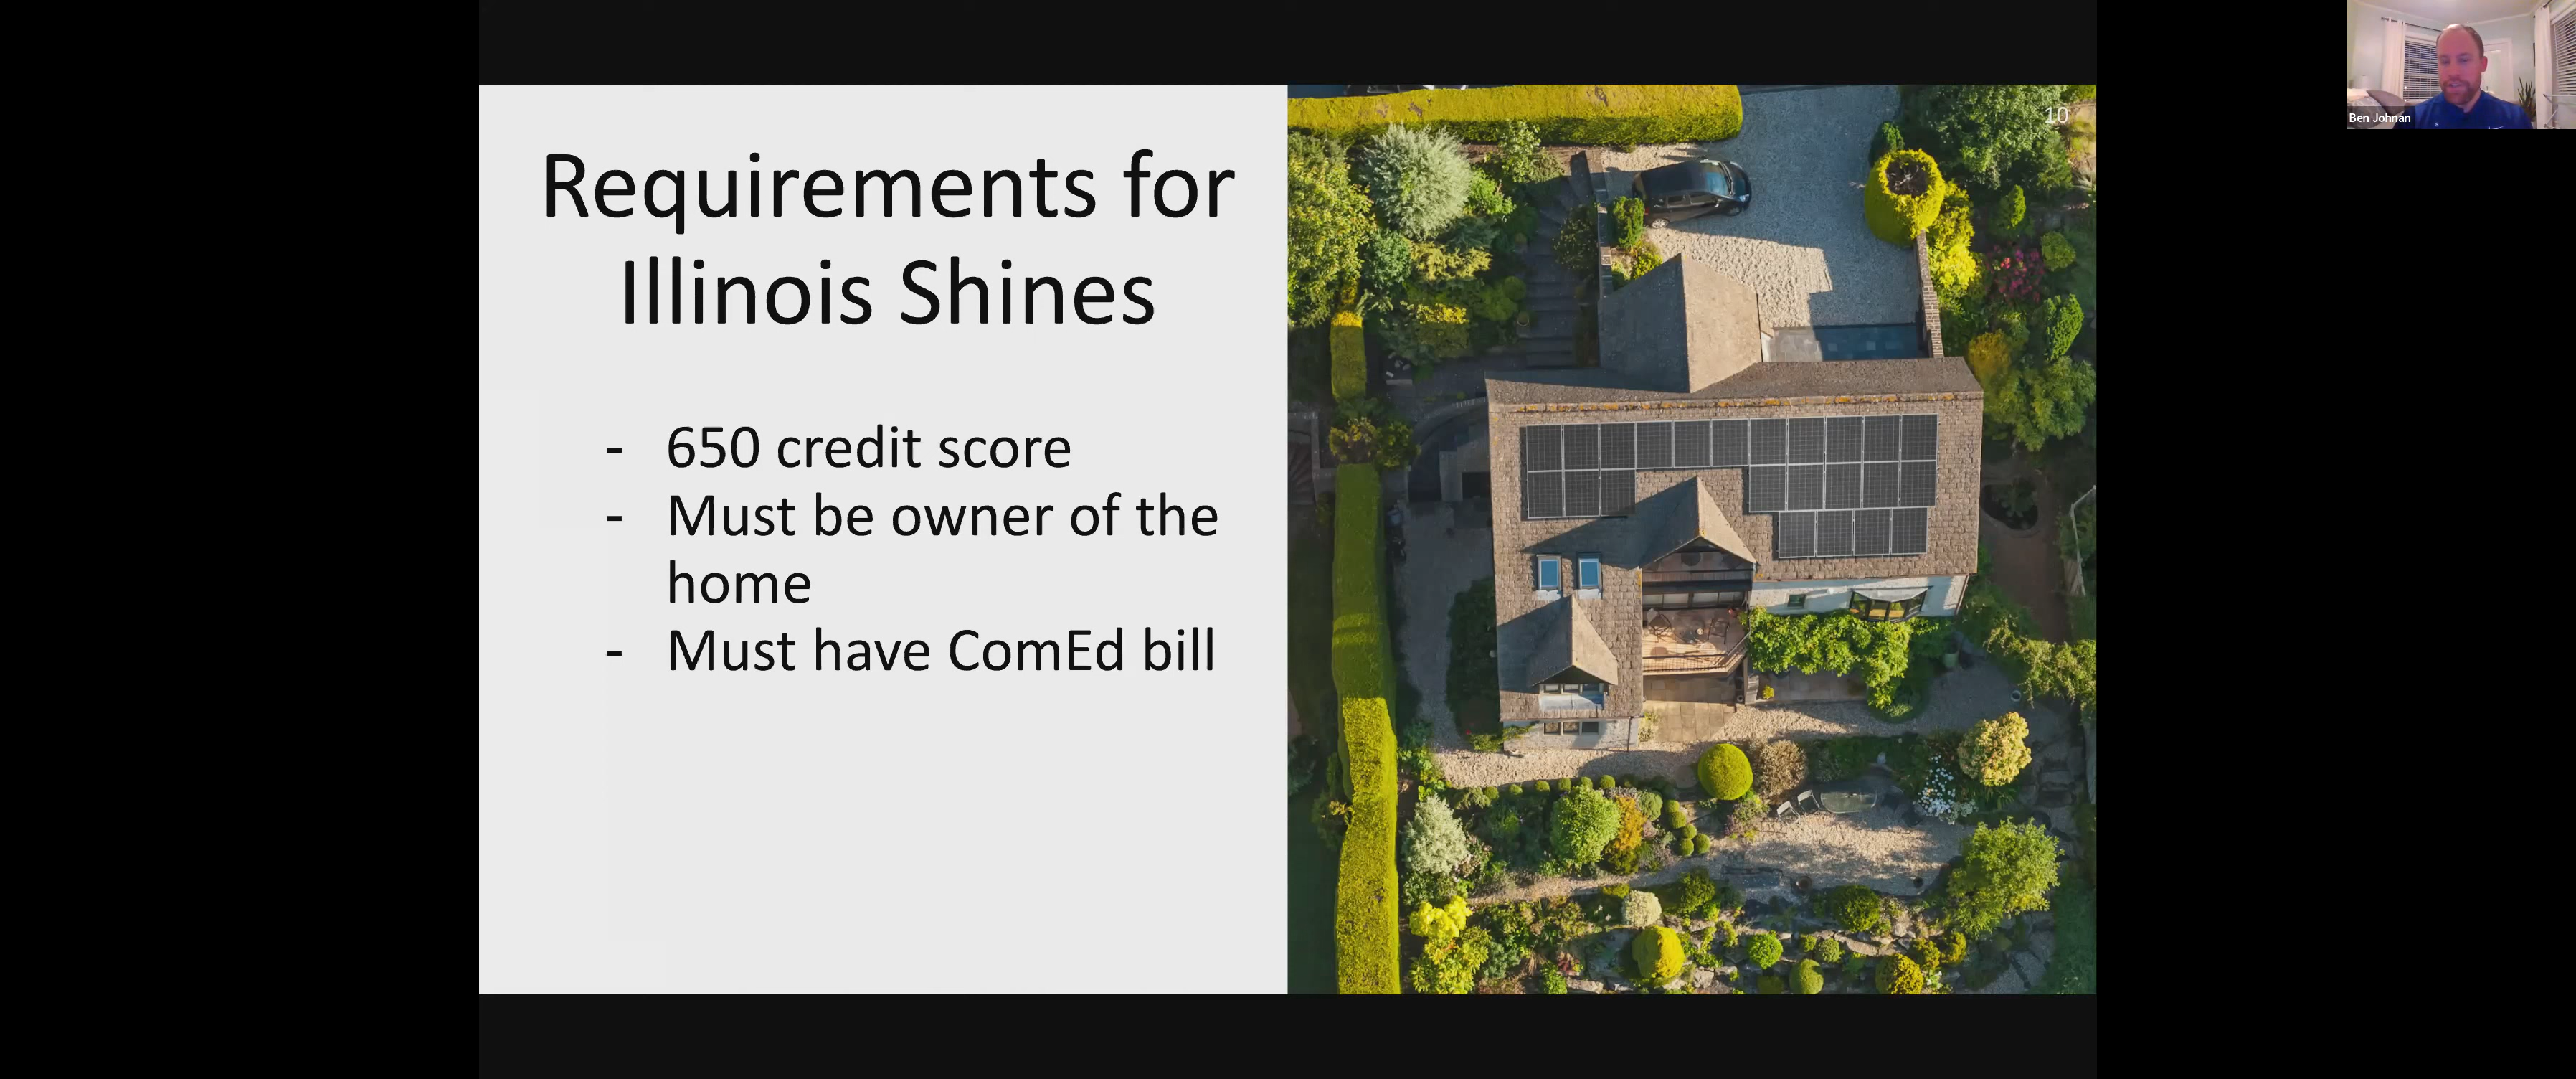 Requirements for
Illinois Shines
- 650 credit score
- Must be owner of the
home
- Must have ComEd bill
10
Ben Johnan